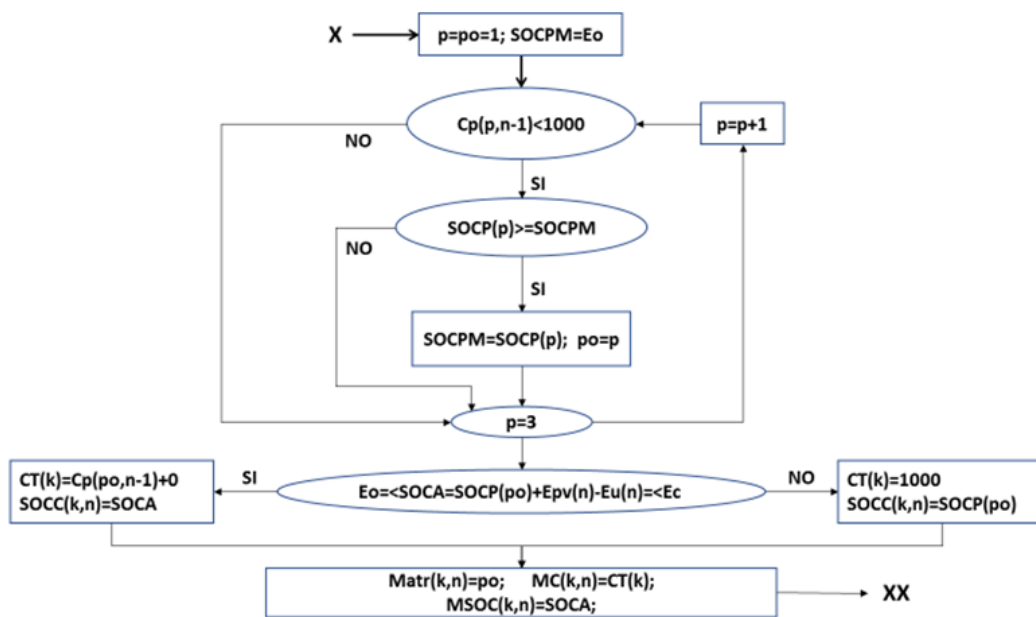 X
p=po=1; SOCPM=Eo
Cp(p,n-1)<1000
p=p+1
NO
SI
SOCP(p)>=SOCPM
NO
SI
SOCPM=SOCP(p); po=p
p=3
CT(k)=Cp(po,n-1)+0
SOCC(k,n)=SOCA
SI
Eo=<SOCA=SOCP(po)+Epv(n)-Eu(n)=<Ec
NO
CT(k)=1000
SOCC(k,n)=SOCP(po)
Matr(k,n)=po; MC(k,n)=CT(k);
MSOC(k,n)=SOCA;
XX